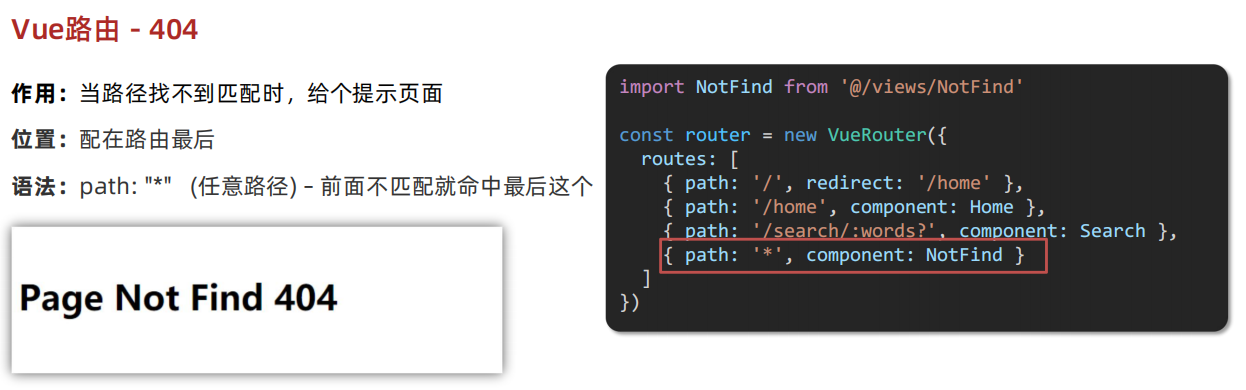 Vue路由 - 404
作用：当路径找不到匹配时，给个提示页面
位置：配在路由最后
语法：path: "*" (任意路径) – 前面不匹配就命中最后这个
Page Not Find 404
import NotFind from '@/views/NotFind'
const router = new VueRouter({
routes: [
{ path: '/', redirect: '/home' },
{ path: '/home', component: Home },
{ path: '/search/:words?', component: Search },
{ path: '*', component: NotFind }
]
})